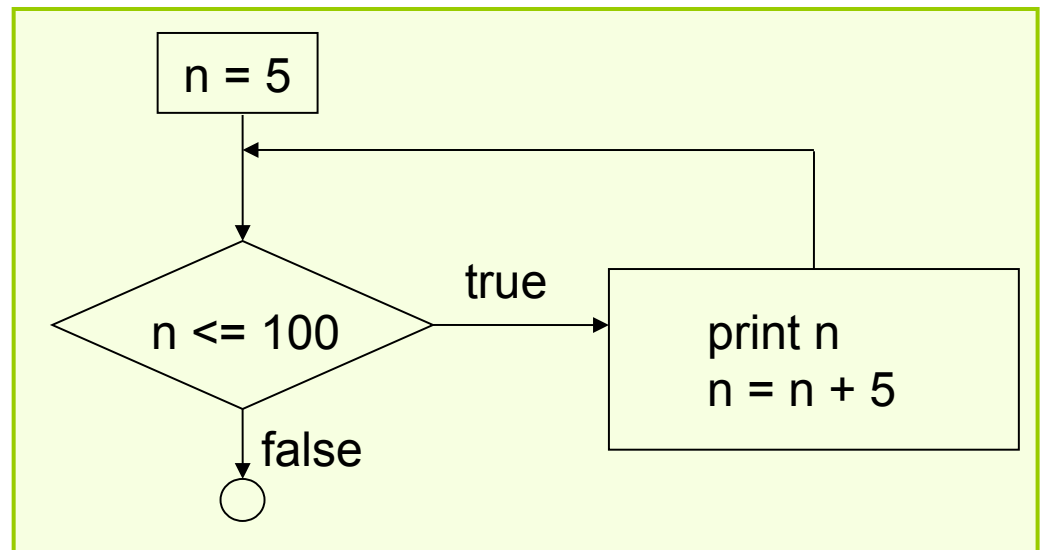 n = 5
true
n <= 100
print n
n = n + 5
false